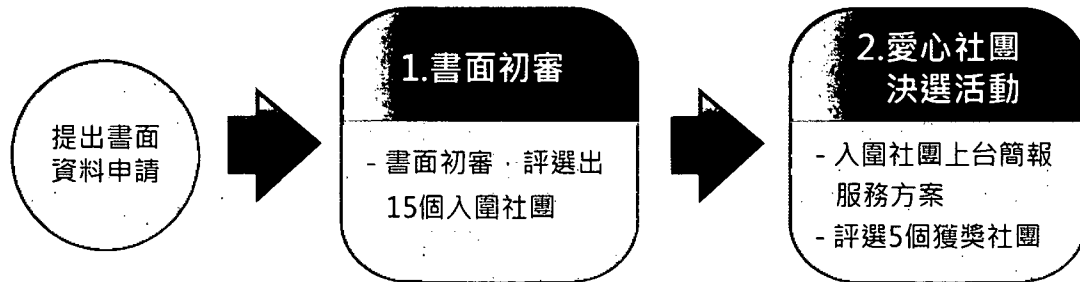 提出書面
資料申請
1.書面初審
- 書面初審，評選出
15個入圍社團
2.愛心社團
決選活動
- 入圍社團上台簡報
服務方案
- 評選5個獲獎社團